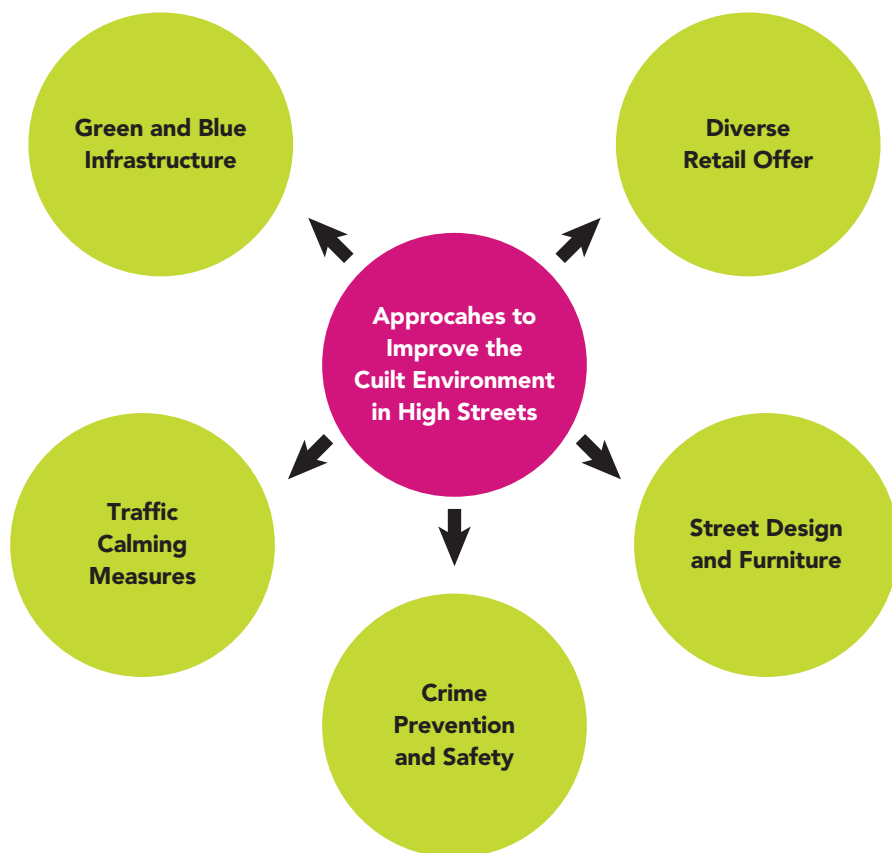 Green and Blue
Infrastructure
Diverse
Retail Offer
Approcahes to
Improve the
Cuilt Environment
in High Streets
Traffic
Calming
Measures
Street Design
and Furniture
Crime
Prevention
and Safety